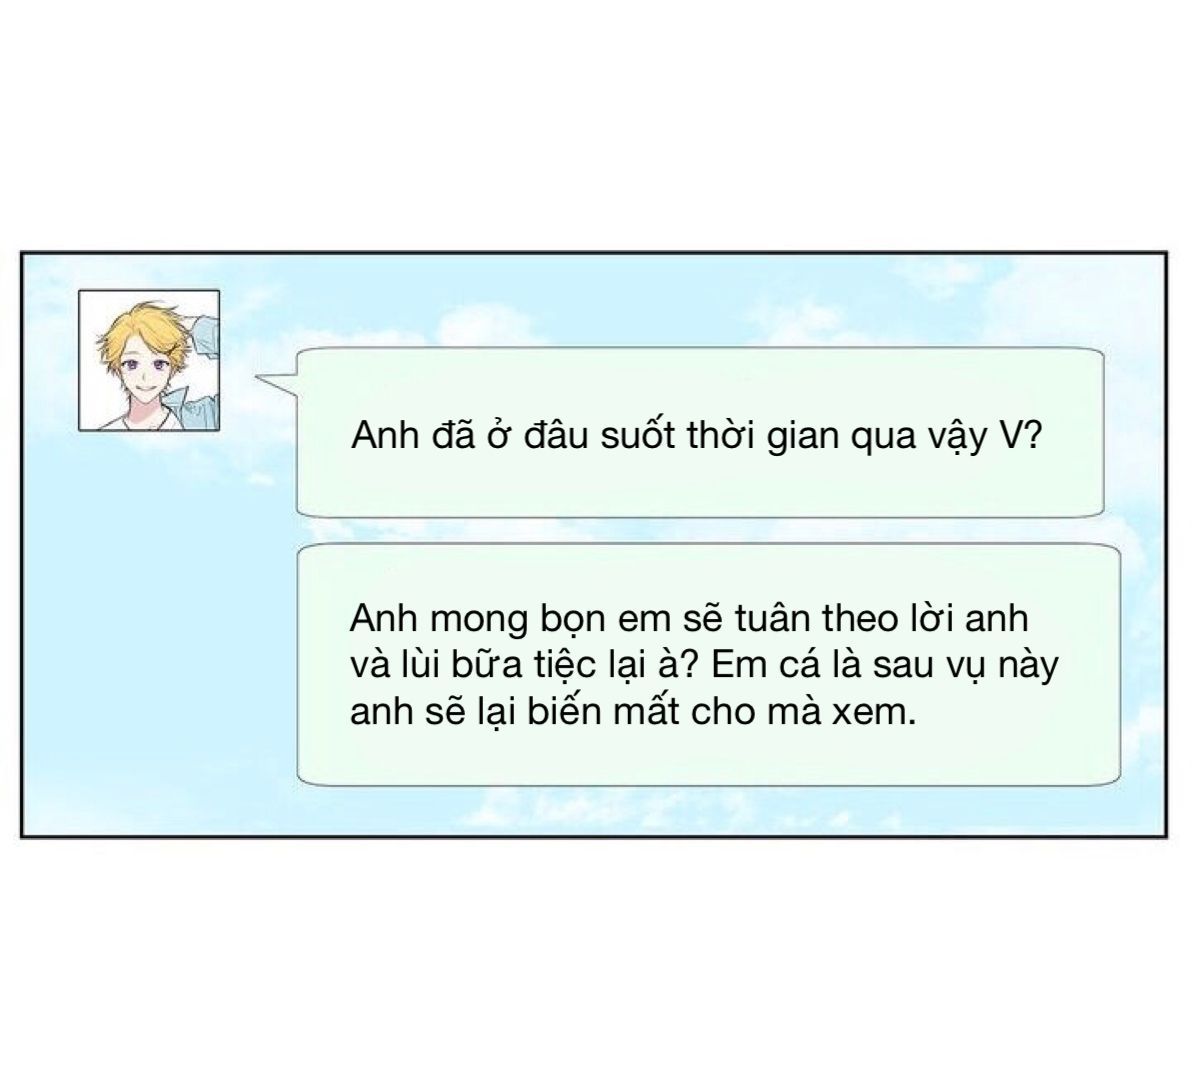 Anh đã ở đâu suốt thời gian qua vậy V?
Anh mong bọn em sẽ tuân theo lời anh
và lùi bữa tiệc lại à? Em cá là sau vụ này
anh sẽ lại biến mất cho mà xem.